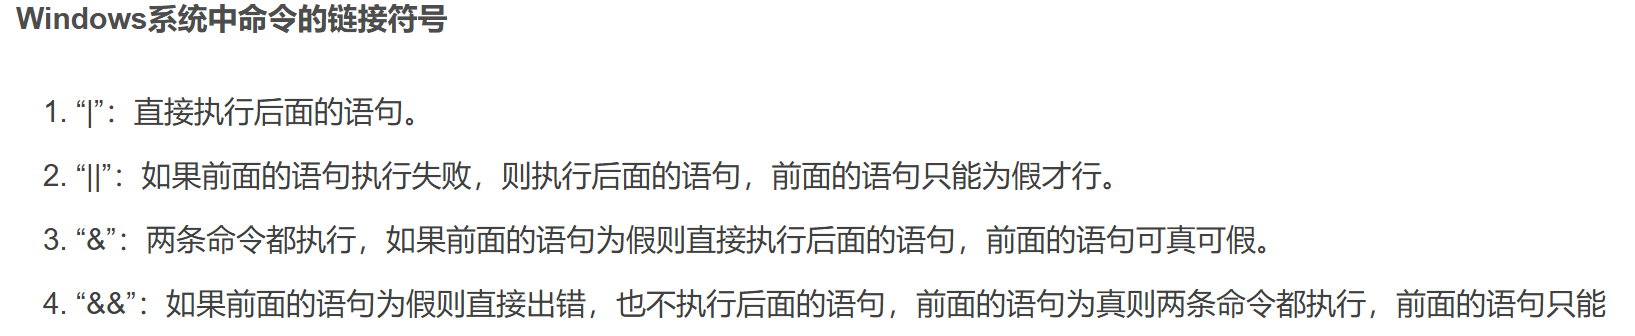 Windows系统中命令的链接符号
1. “|”：直接执行后面的语句。
2. “||”：如果前面的语句执行失败，则执行后面的语句，前面的语句只能为假才行。
3. “&”：两条命令都执行，如果前面的语句为假则直接执行后面的语句，前面的语句可真可假。
4. “&&”：如果前面的语句为假则直接出错，也不执行后面的语句，前面的语句为真则两条命令都执行，前面的语句只能